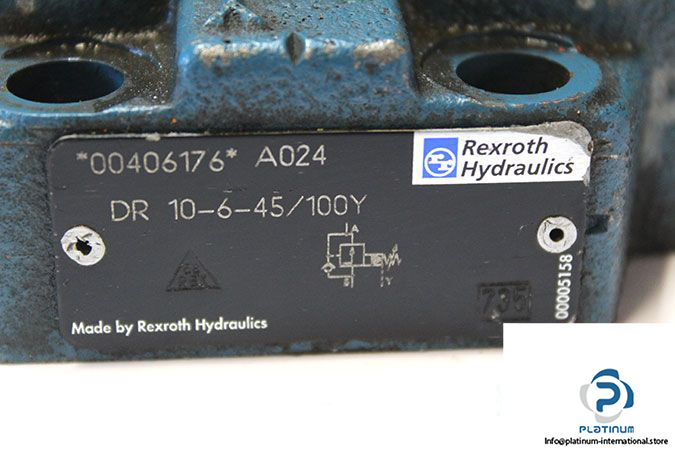 *00406176* A024
Rexroth
Hydraulics
DR 10-6-45/100Y
A
B
Y
00005158
795
Made by Rexroth Hydraulics
PLATINUM
Info@platinum-international.store